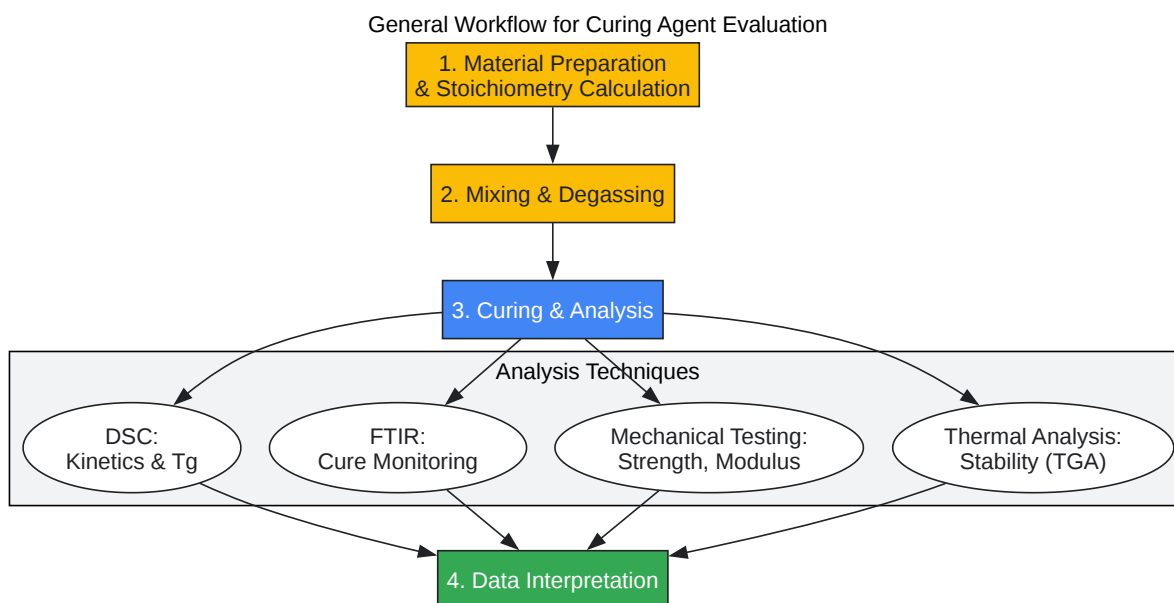 General Workflow for Curing Agent Evaluation
1. Material Preparation
& Stoichiometry Calculation
2. Mixing & Degassing
3. Curing & Analysis
Analysis Techniques
DSC:
Kinetics & Tg
FTIR:
Cure Monitoring
Mechanical Testing:
Strength, Modulus
Thermal Analysis:
Stability (TGA)
4. Data Interpretation